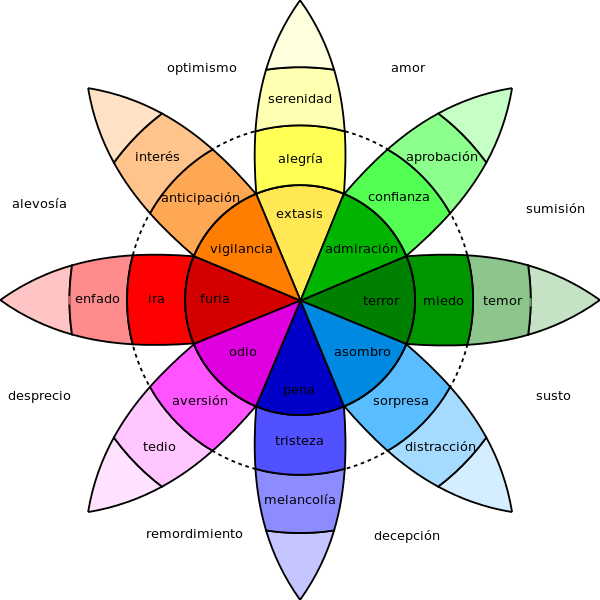 optimismo
amor
serenidad
interés
aprobación
alegría
anticipación
confianza
alevosía
extasis
sumisión
vigilancia
admiración
enfado
ira
furia
terror
miedo
temor
odio
asombro
pena
desprecio
susto
aversión
sorpresa
tristeza
tedio
distracción
melancolía
remordimiento
decepción